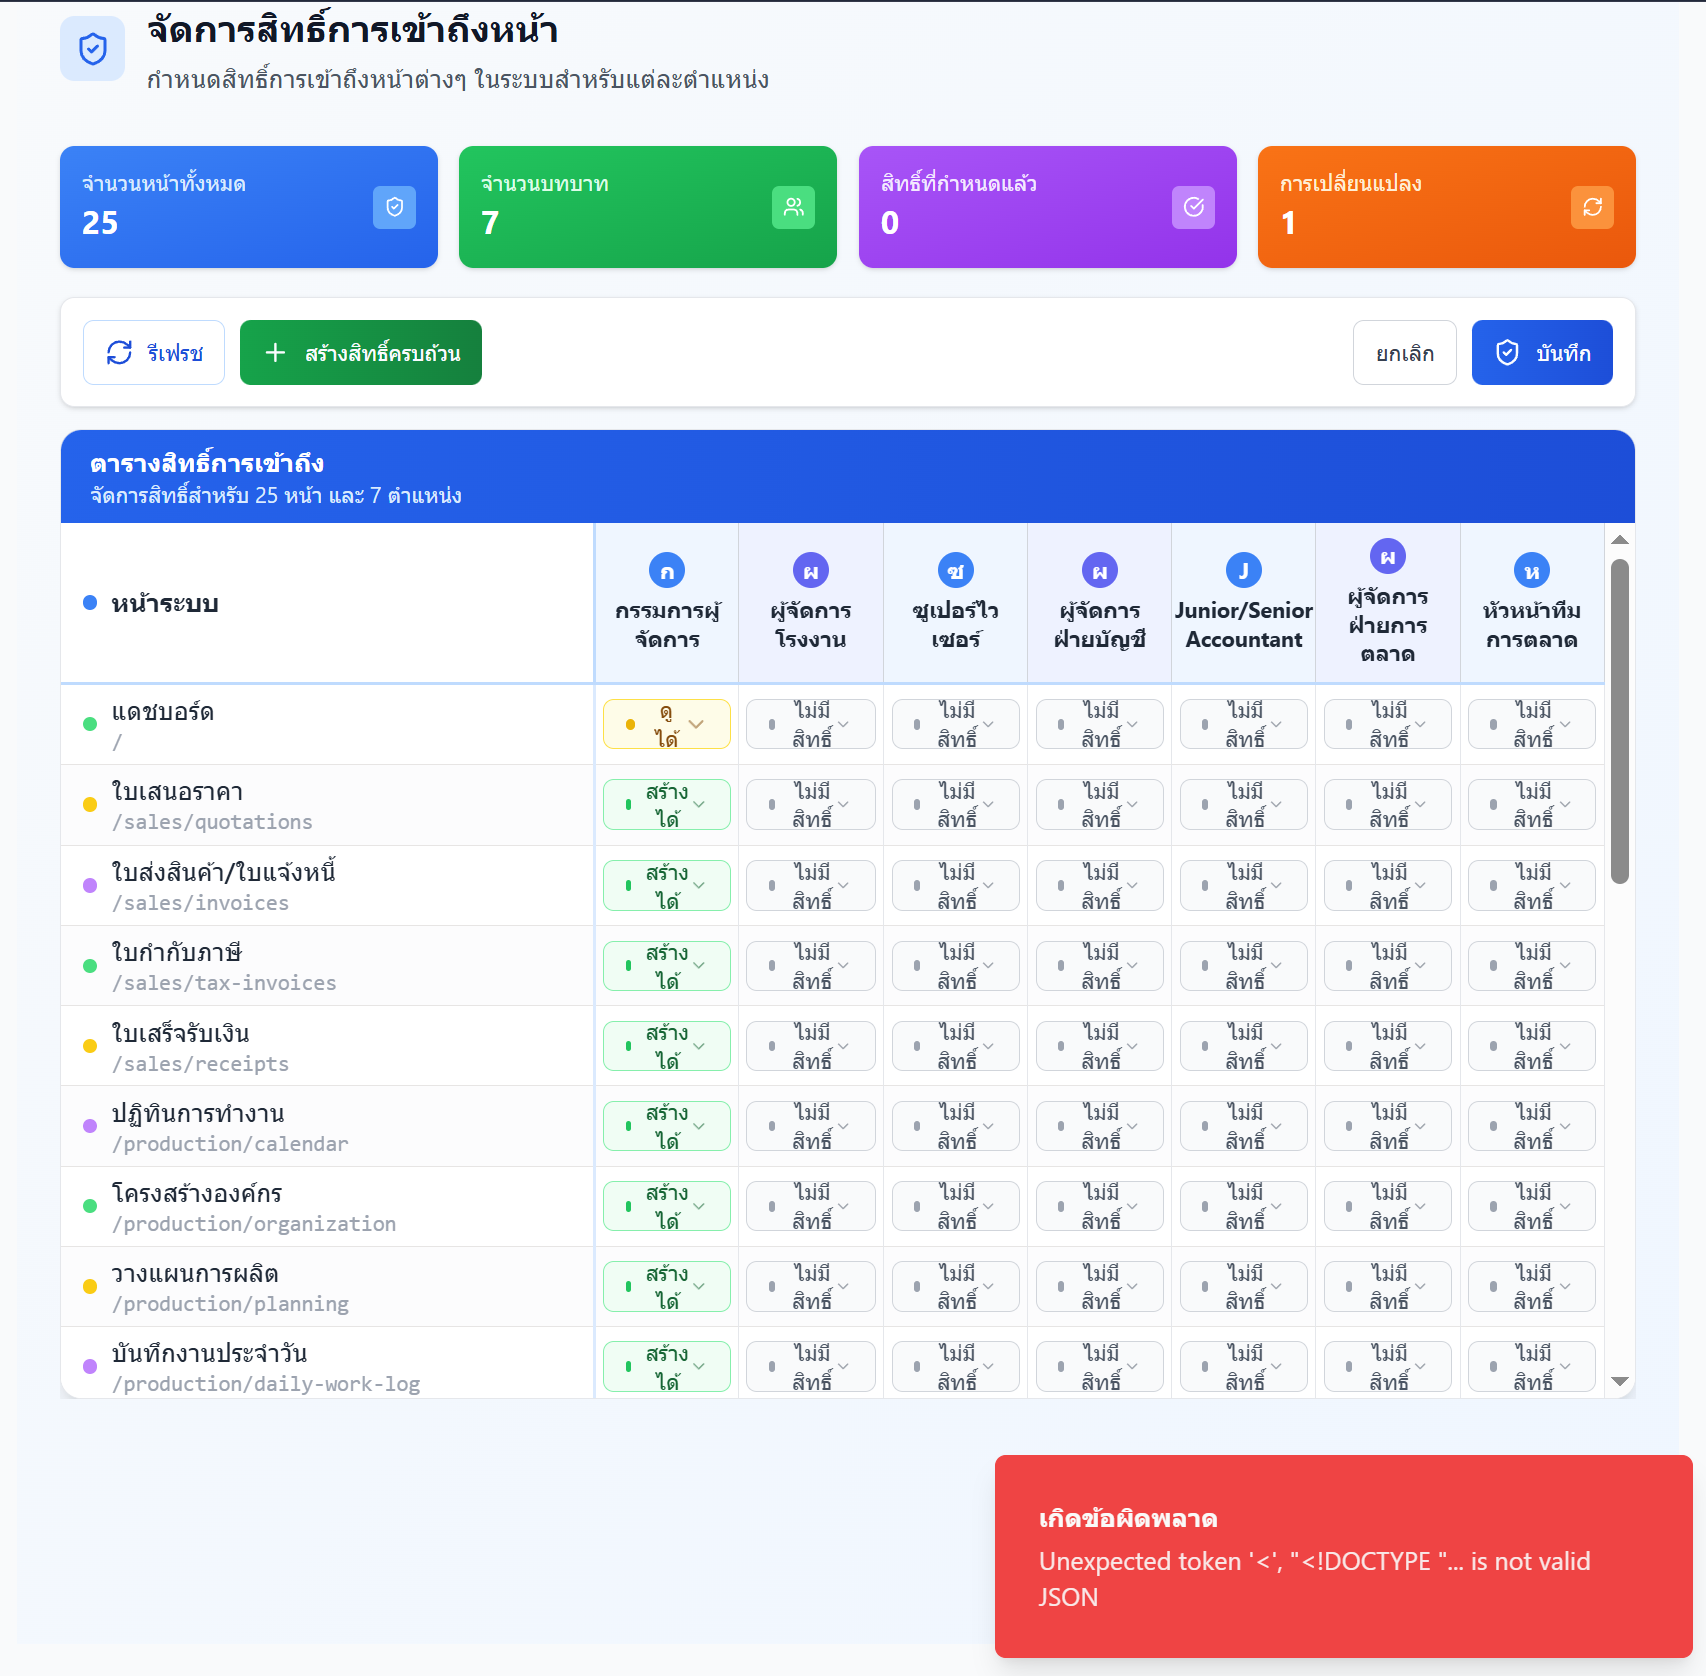 จัดการสิทธิ์การเข้าถึงหน้า
กำหนดสิทธิ์การเข้าถึงหน้าต่างๆ ในระบบสำหรับแต่ละตำแหน่ง
จำนวนหน้าทั้งหมด
25
จำนวนบทบาท
7
สิทธิ์ที่กำหนดแล้ว
0
การเปลี่ยนแปลง
1
รีเฟรช
สร้างสิทธิ์ครบถ้วน
ยกเลิก
บันทึก
ตารางสิทธิ์การเข้าถึง
จัดการสิทธิ์สำหรับ 25 หน้า และ 7 ตำแหน่ง
หน้าระบบ
ก
กรรมการผู้
จัดการ
ผ
ผู้จัดการ
โรงงาน
ซ
ซูเปอร์ไว
เซอร์
ผ
ผู้จัดการ
ฝ่ายบัญชี
J
Junior/Senior
Accountant
ผ
ผู้จัดการ
ฝ่ายการ
ตลาด
ห
หัวหน้าทีม
การตลาด
แดชบอร์ด
/
ดู
ได้
ไม่มี
สิทธิ์
ไม่มี
สิทธิ์
ไม่มี
สิทธิ์
ไม่มี
สิทธิ์
ไม่มี
สิทธิ์
ไม่มี
สิทธิ์
ใบเสนอราคา
/sales/quotations
สร้าง
ได้
ไม่มี
สิทธิ์
ไม่มี
สิทธิ์
ไม่มี
สิทธิ์
ไม่มี
สิทธิ์
ไม่มี
สิทธิ์
ไม่มี
สิทธิ์
ใบส่งสินค้า/ใบแจ้งหนี้
/sales/invoices
สร้าง
ได้
ไม่มี
สิทธิ์
ไม่มี
สิทธิ์
ไม่มี
สิทธิ์
ไม่มี
สิทธิ์
ไม่มี
สิทธิ์
ไม่มี
สิทธิ์
ใบกำกับภาษี
/sales/tax-invoices
สร้าง
ได้
ไม่มี
สิทธิ์
ไม่มี
สิทธิ์
ไม่มี
สิทธิ์
ไม่มี
สิทธิ์
ไม่มี
สิทธิ์
ไม่มี
สิทธิ์
ใบเสร็จรับเงิน
/sales/receipts
สร้าง
ได้
ไม่มี
สิทธิ์
ไม่มี
สิทธิ์
ไม่มี
สิทธิ์
ไม่มี
สิทธิ์
ไม่มี
สิทธิ์
ไม่มี
สิทธิ์
ปฏิทินการทำงาน
/production/calendar
สร้าง
ได้
ไม่มี
สิทธิ์
ไม่มี
สิทธิ์
ไม่มี
สิทธิ์
ไม่มี
สิทธิ์
ไม่มี
สิทธิ์
ไม่มี
สิทธิ์
โครงสร้างองค์กร
/production/organization
สร้าง
ได้
ไม่มี
สิทธิ์
ไม่มี
สิทธิ์
ไม่มี
สิทธิ์
ไม่มี
สิทธิ์
ไม่มี
สิทธิ์
ไม่มี
สิทธิ์
วางแผนการผลิต
/production/planning
สร้าง
ได้
ไม่มี
สิทธิ์
ไม่มี
สิทธิ์
ไม่มี
สิทธิ์
ไม่มี
สิทธิ์
ไม่มี
สิทธิ์
ไม่มี
สิทธิ์
บันทึกงานประจำวัน
/production/daily-work-log
สร้าง
ได้
ไม่มี
สิทธิ์
ไม่มี
สิทธิ์
ไม่มี
สิทธิ์
ไม่มี
สิทธิ์
ไม่มี
สิทธิ์
ไม่มี
สิทธิ์
เกิดข้อผิดพลาด
Unexpected token '<', "<!DOCTYPE "... is not valid
JSON